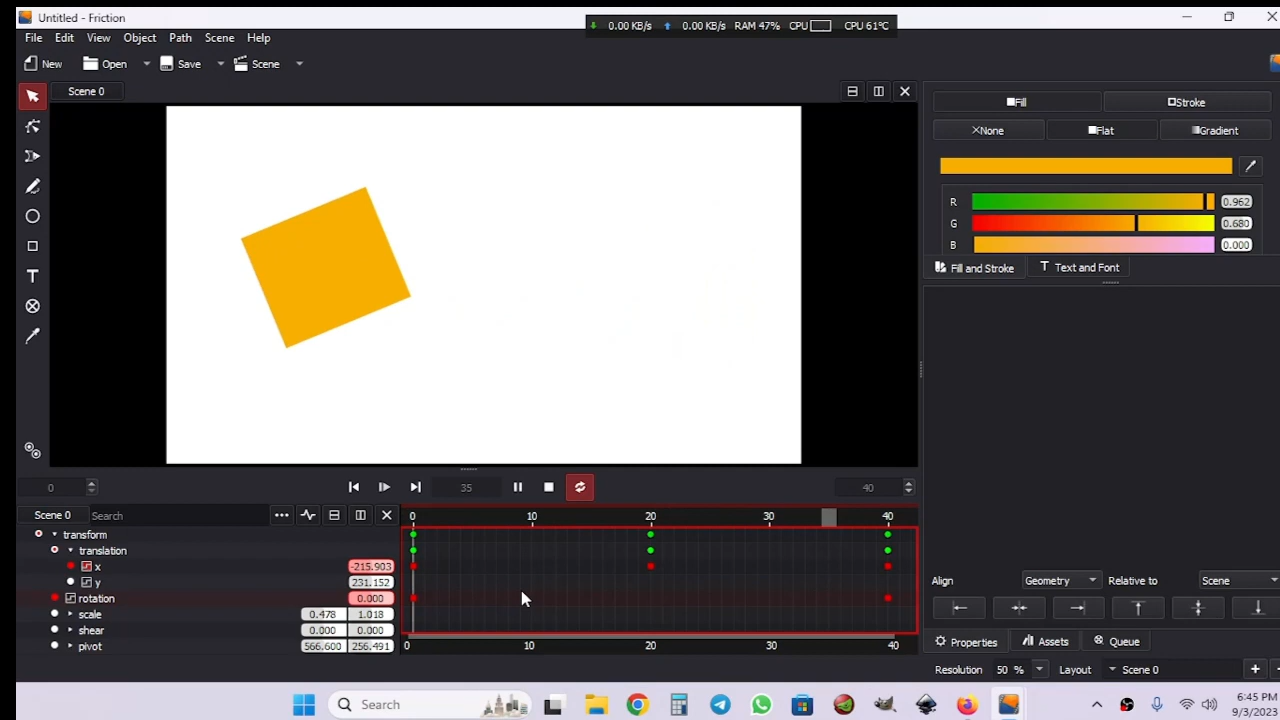 Untitled - Friction
0.00 KB/s 0.00 KB/s RAM 47% CPU CPU 61°C
File Edit View Object Path Scene Help
New Open Save Scene
Scene 0
Fill Stroke
None Flat Gradient
R 0.962
G 0.680
B 0.000
Fill and Stroke T Text and Font
T
0 35 40
Scene 0 Search 0 10 20 30 40
transform
translation
x -215.903
y 231.152
rotation 0.000
scale 0.478 1.018
shear 0.000 0.000
pivot 566.600 256.491
0 10 20 30 40
Align Geometry Relative to Scene
Properties Assets Queue
Resolution 50 % Layout Scene 0
Search
6:45 PM
9/3/2023